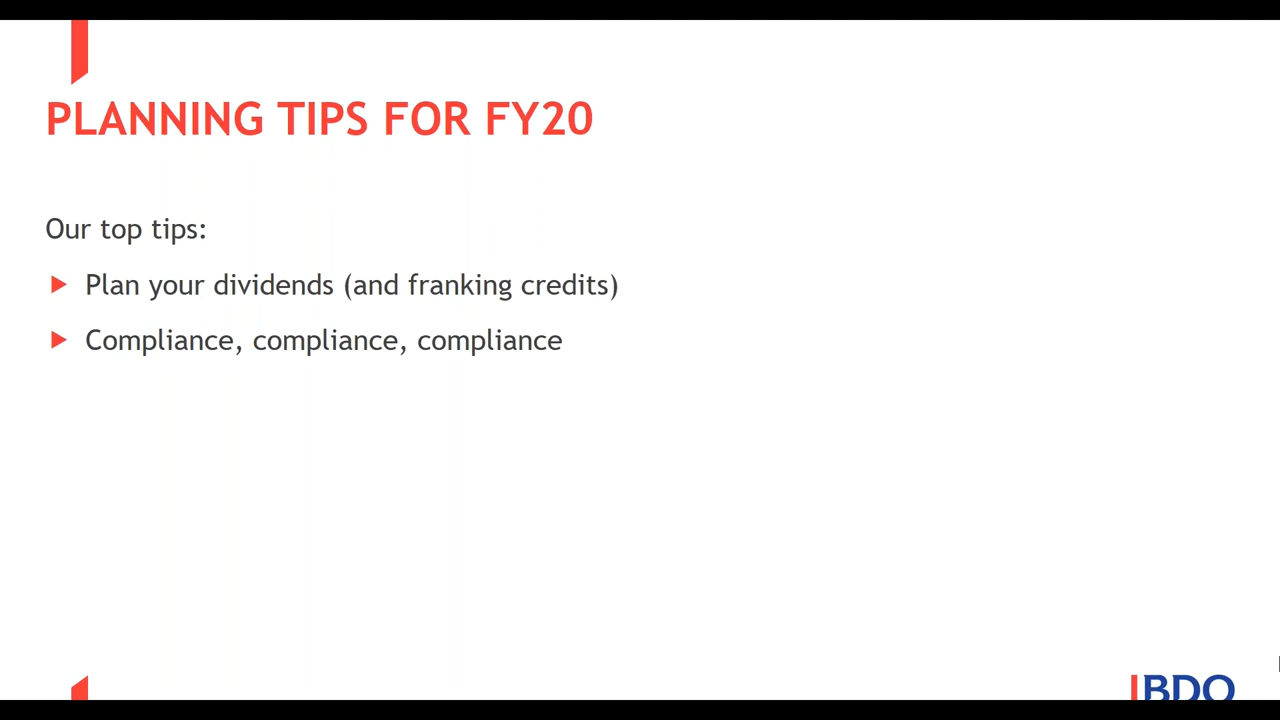 PLANNING TIPS FOR FY20
Our top tips:
Plan your dividends (and franking credits)
Compliance, compliance, compliance
BDO